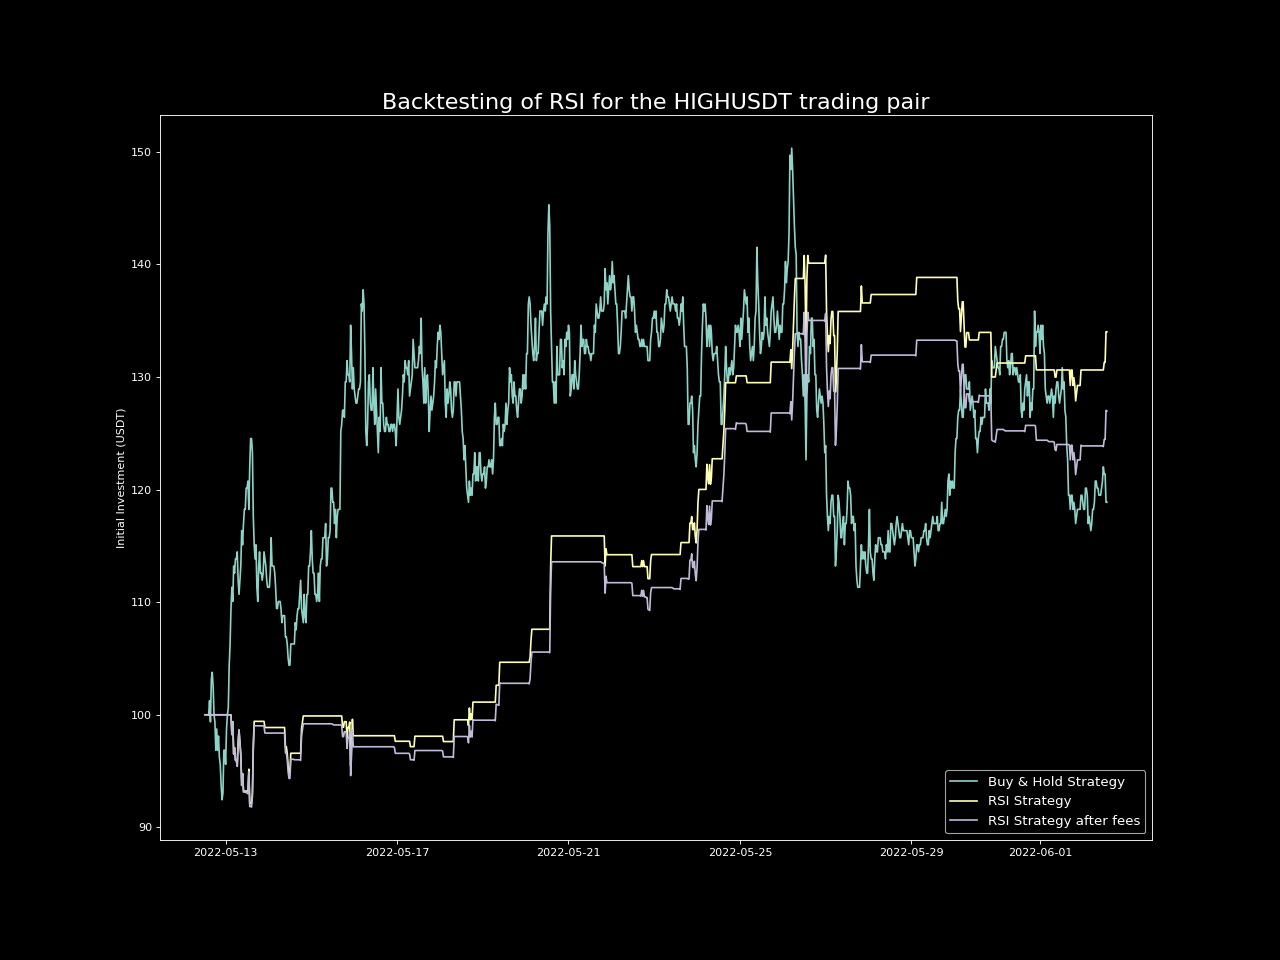 Backtesting of RSI for the HIGHUSDT trading pair
Initial Investment (USDT)
150
140
130
120
110
100
90
2022-05-13
2022-05-17
2022-05-21
2022-05-25
2022-05-29
2022-06-01
Buy & Hold Strategy
RSI Strategy
RSI Strategy after fees